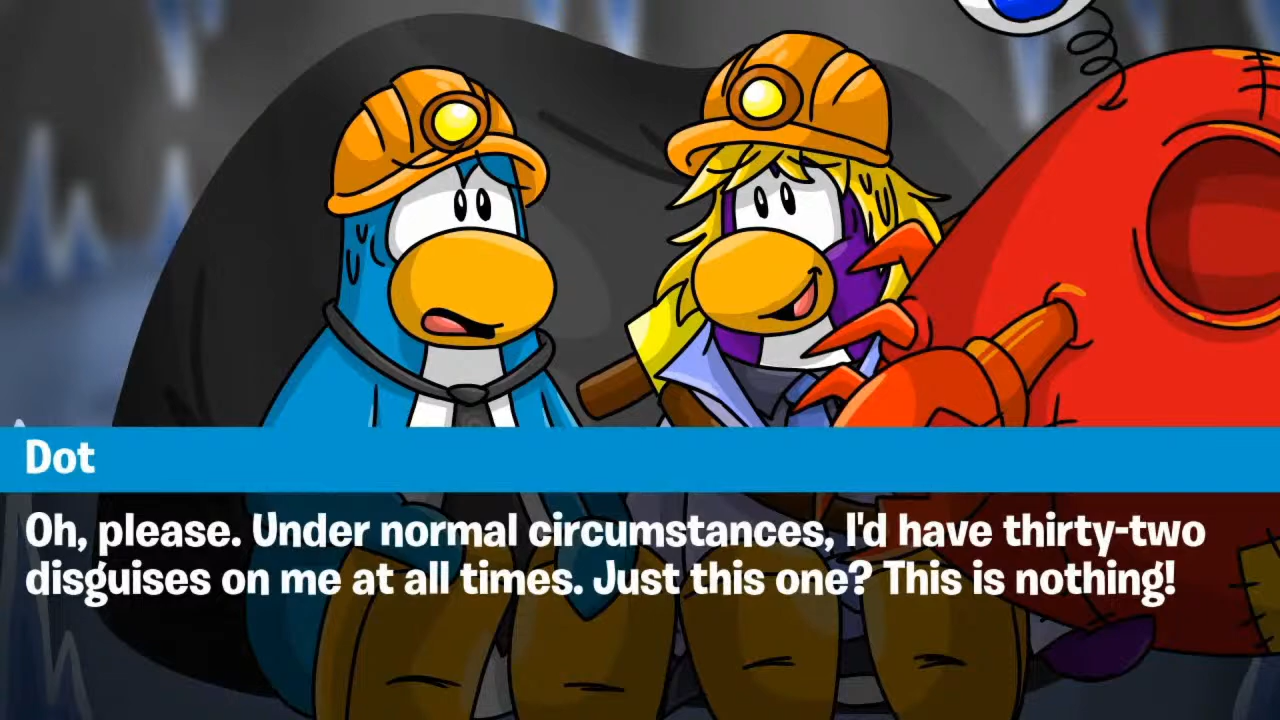 Dot
Oh, please. Under normal circumstances, I'd have thirty-two
disguises on me at all times. Just this one? This is nothing!